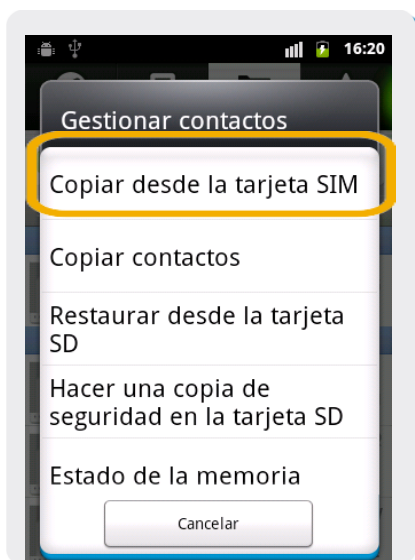 16:20
Gestionar contactos
Copiar desde la tarjeta SIM
Copiar contactos
Restaurar desde la tarjeta
SD
Hacer una copia de
seguridad en la tarjeta SD
Estado de la memoria
Cancelar